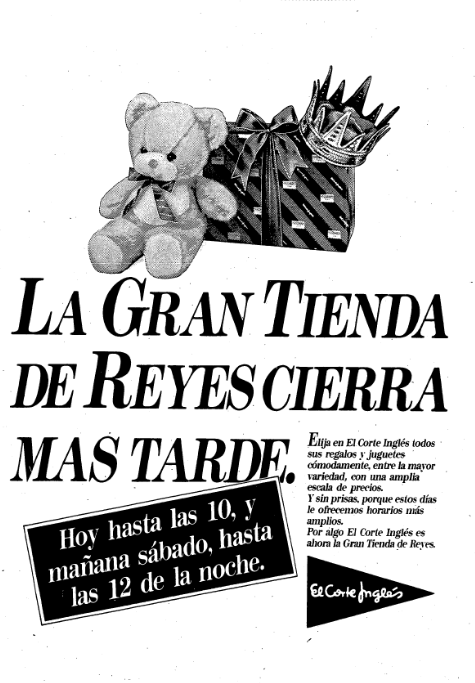 LA GRAN TIENDA
DE REYES CIERRA
MAS TARDE.
Elija en El Corte Inglés todos
sus regalos y juguetes
cómodamente, entre la mayor
variedad, con una amplia
escala de precios.
Y sin prisas, porque estos días
le ofrecemos horarios más
amplios.
Por algo El Corte Inglés es
ahora la Gran Tienda de Reyes.
Hoy hasta las 10, y
mañana sábado, hasta
las 12 de la noche.
El Corte Inglés